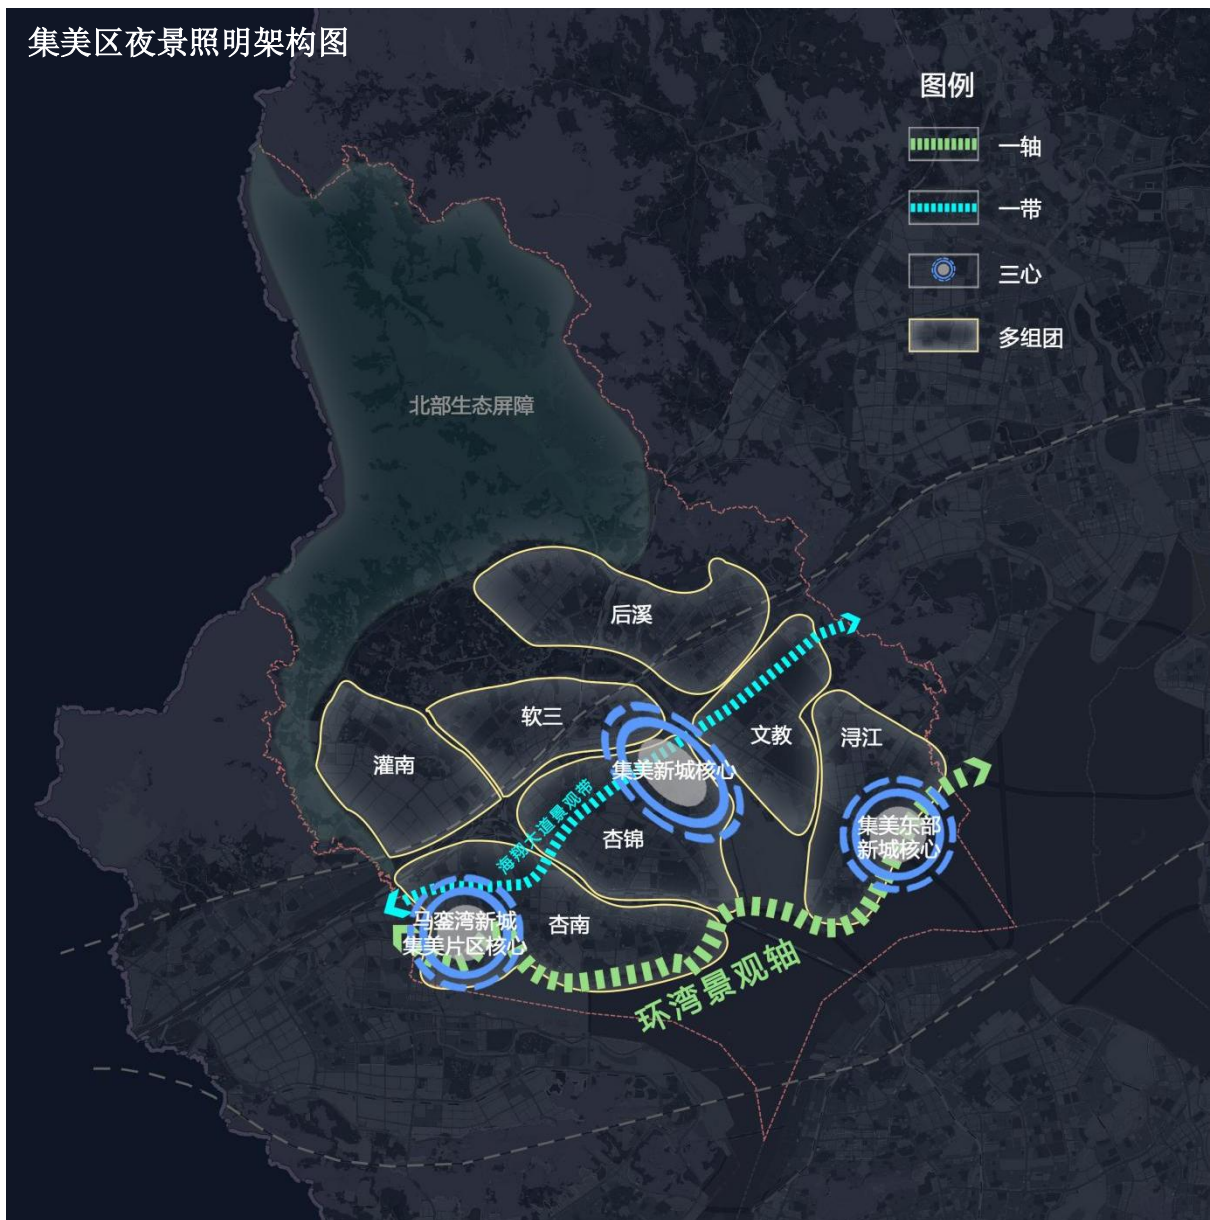 集美区夜景照明架构图
图例
一轴
一带
三心
多组团
北部生态屏障
后溪
软三
文教
浔江
灌南
集美新城核心
海翔大道景观带
杏锦
集美东部
新城核心
马銮湾新城
集美片区核心
杏南
环湾景观轴